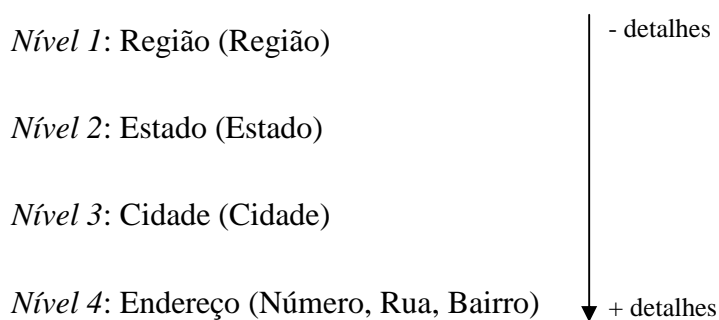 Nível 1: Região (Região)
- detalhes
Nível 2: Estado (Estado)
Nível 3: Cidade (Cidade)
Nível 4: Endereço (Número, Rua, Bairro)
+ detalhes